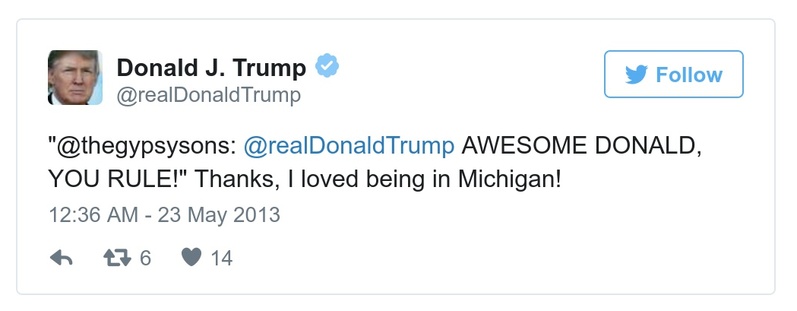 Donald J. Trump
@realDonaldTrump
Follow
"@thegypsysons: @realDonaldTrump AWESOME DONALD,
YOU RULE!" Thanks, I loved being in Michigan!
12:36 AM - 23 May 2013
6 14